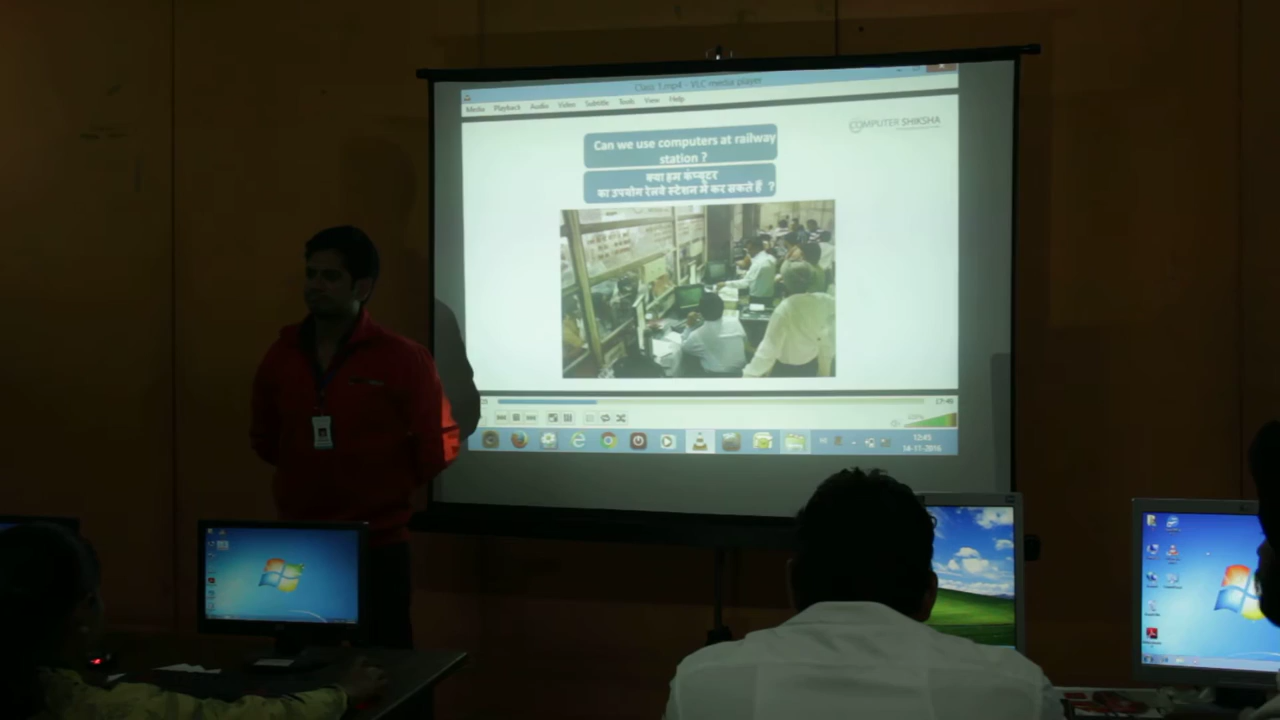 Class 1.mp4 - VLC media player
Media Playback Audio Video Subtitle Tools View Help
COMPUTER SHIKSHA
Can we use computers at railway
station ?
क्या हम कंप्यूटर
का उपयोग रेलवे स्टेशन में कर सकते हैं ?
12:45
14-11-2016